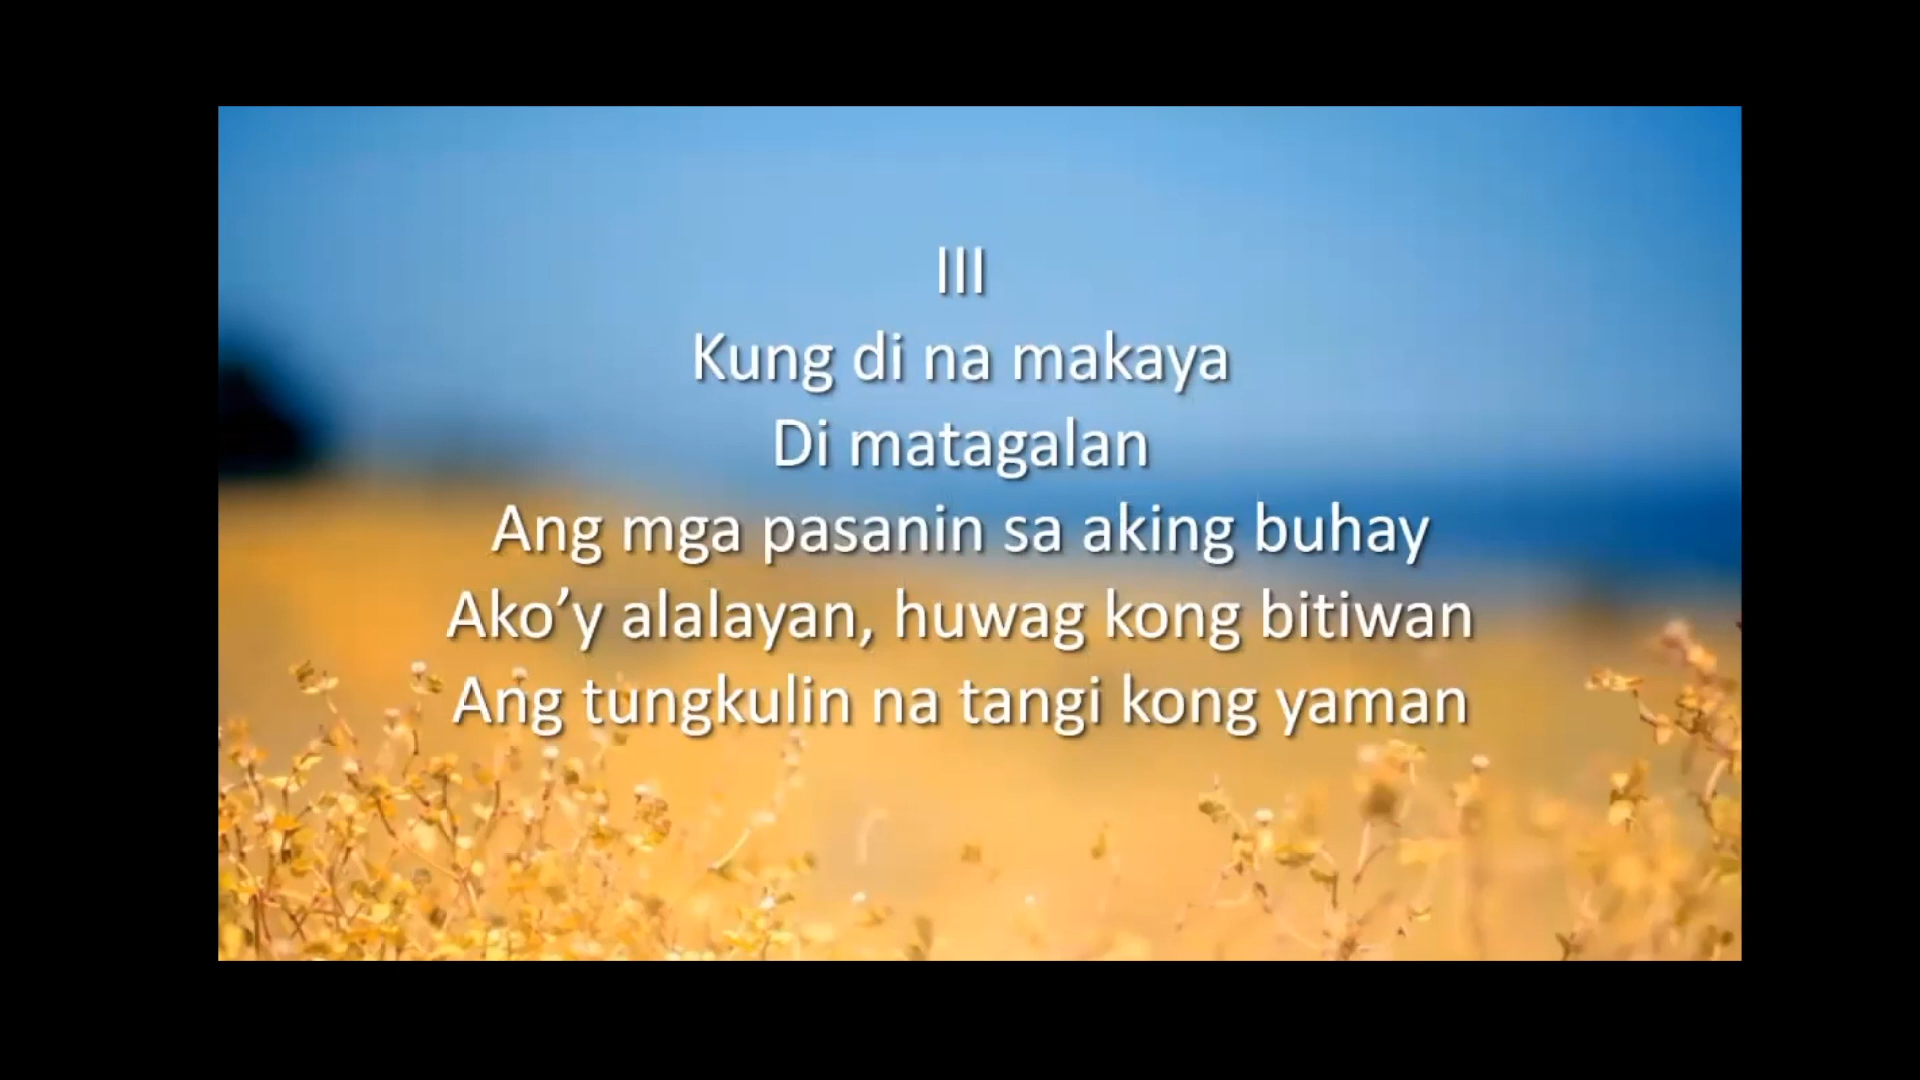 III
Kung di na makaya
Di matagalan
Ang mga pasanin sa aking buhay
Ako’y alalayan, huwag kong bitiwan
Ang tungkulin na tangi kong yaman